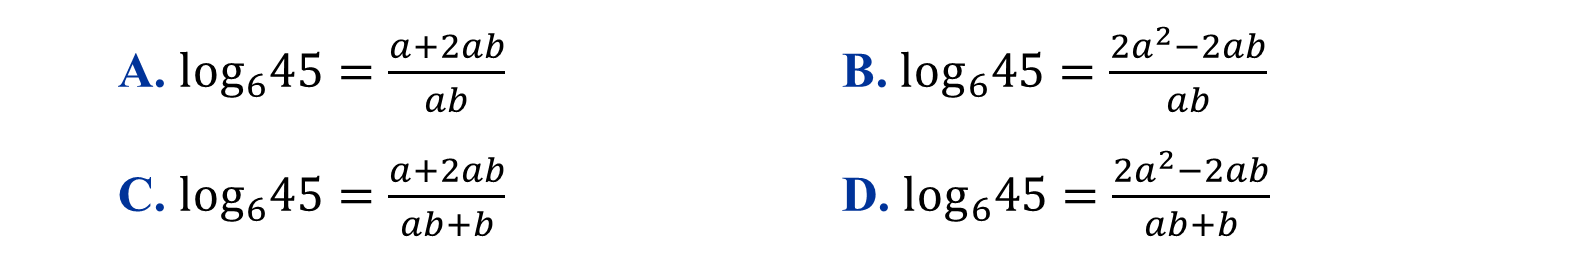 A. log₆45 = (a+2ab)/(ab) B. log₆45 = (2a²−2ab)/(ab)
C. log₆45 = (a+2ab)/(ab+b) D. log₆45 = (2a²−2ab)/(ab+b)